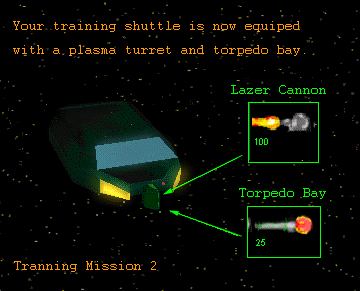 Your training shuttle is now equiped
with a plasma turret and torpedo bay.
Lazer Cannon
100
Torpedo Bay
25
Tranning Mission 2